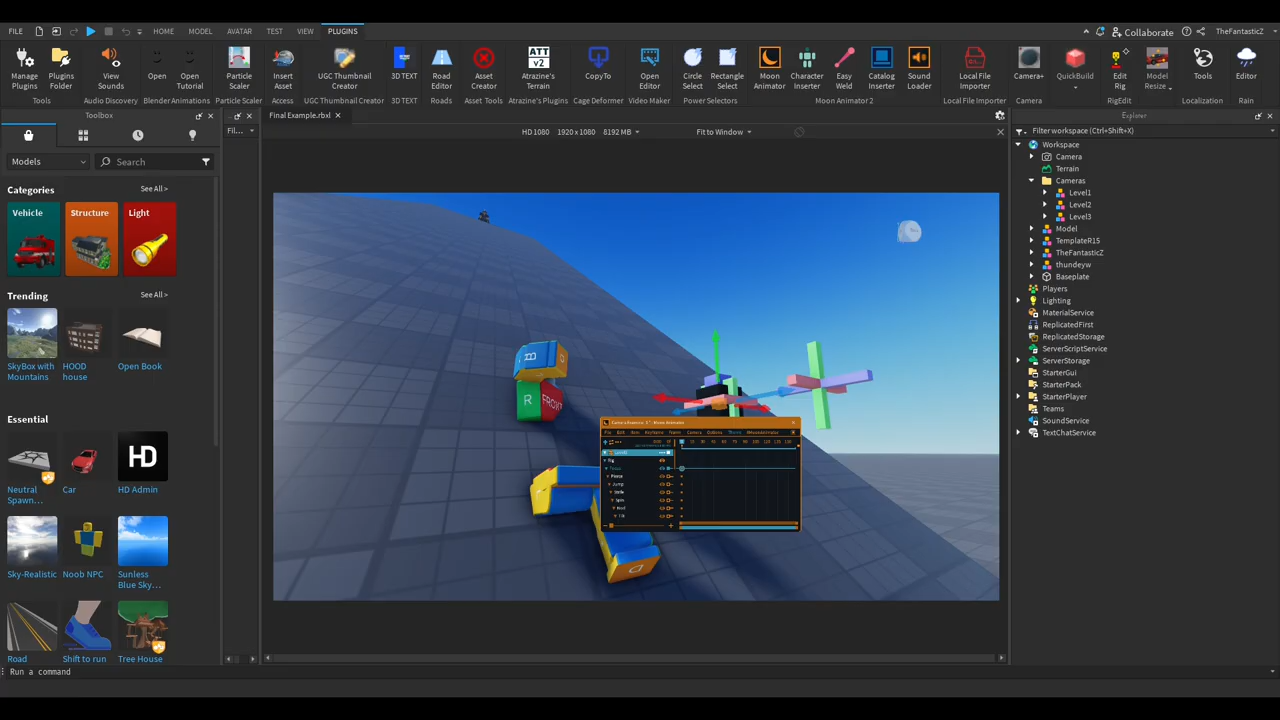 FILE HOME MODEL AVATAR TEST VIEW PLUGINS Collaborate TheFantasticZ
Manage Plugins
Plugins Folder
View Sounds
Open
Open Tutorial
Particle Scaler
Insert Asset
UGC Thumbnail Creator
3D TEXT
Road Editor
Asset Creator
ATT v2
Atrazine's Terrain
CopyTo
Open Editor
Circle Select
Rectangle Select
Moon Animator
Character Inserter
Easy Weld
Catalog Inserter
Sound Loader
Local File Importer
Camera+
QuickBuild
Edit Rig
Model Resize
Tools
Editor
Tools Audio Discovery Blender Animations Particle Scaler Access UGC Thumbnail Creator 3D TEXT Roads Asset Tools Atrazine's Plugins Cage Deformer Video Maker Power Selectors Moon Animator 2 Local File Importer Camera RigEdit Localization Rain
Toolbox
Final Example.rbxl
Explorer
Fil...
HD 1080 1920 x 1080 8192 MB
Fit to Window
Filter workspace (Ctrl+Shift+X)
Models
Search
Categories
See All >
Vehicle
Structure
Light
Trending
See All >
SkyBox with Mountains
HOOD house
Open Book
Essential
See All >
HD
Neutral Spawn...
Car
HD Admin
Sky-Realistic
Noob NPC
Sunless Blue Sky...
Road
Shift to run
Tree House
B
R
FRONT
D
Workspace
Camera
Terrain
Cameras
Level1
Level2
Level3
Model
TemplateR15
TheFantasticZ
thundeyw
Baseplate
Players
Lighting
MaterialService
ReplicatedFirst
ReplicatedStorage
ServerScriptService
ServerStorage
StarterGui
StarterPack
StarterPlayer
Teams
SoundService
TextChatService
Run a command